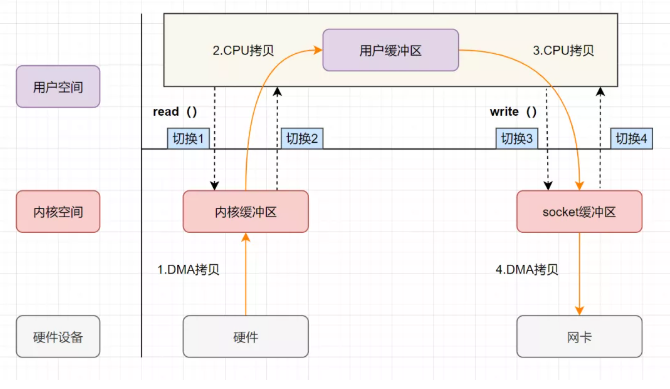 2.CPU拷贝
用户缓冲区
3.CPU拷贝
用户空间
read（）
write（）
切换1
切换2
切换3
切换4
内核空间
内核缓冲区
socket缓冲区
1.DMA拷贝
4.DMA拷贝
硬件设备
硬件
网卡